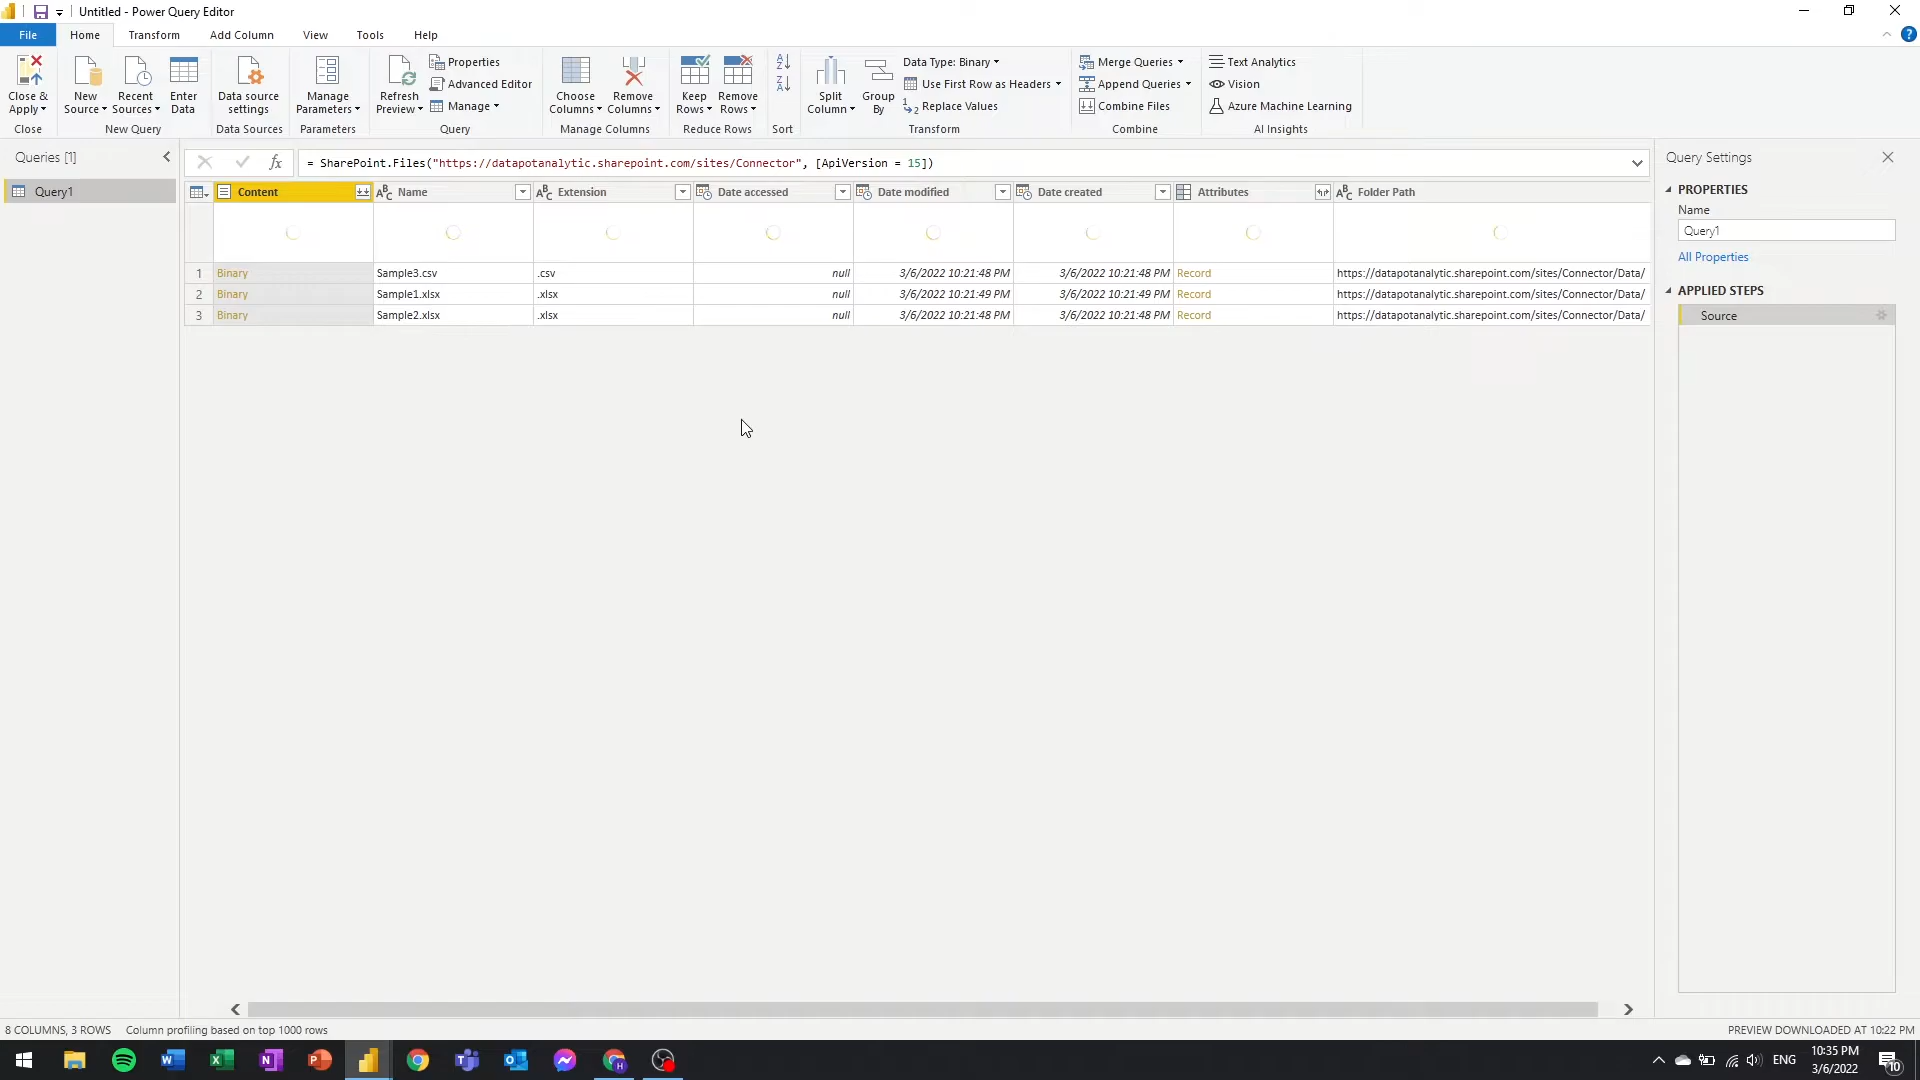 Untitled - Power Query Editor
File Home Transform Add Column View Tools Help
Close & Apply
New Source
Recent Sources
Enter Data
Data source settings
Manage Parameters
Refresh Preview
Properties
Advanced Editor
Manage
Choose Columns
Remove Columns
Keep Rows
Remove Rows
Split Column
Group By
Data Type: Binary
Use First Row as Headers
Replace Values
Merge Queries
Append Queries
Combine Files
Text Analytics
Vision
Azure Machine Learning
Close New Query Data Sources Parameters Query Manage Columns Reduce Rows Sort Transform Combine AI Insights
Queries [1]
Query1
fx = SharePoint.Files("https://datapotanalytic.sharepoint.com/sites/Connector", [ApiVersion = 15])
Content Name Extension Date accessed Date modified Date created Attributes Folder Path
1 Binary Sample3.csv .csv null 3/6/2022 10:21:48 PM 3/6/2022 10:21:48 PM Record https://datapotanalytic.sharepoint.com/sites/Connector/Data/
2 Binary Sample1.xlsx .xlsx null 3/6/2022 10:21:49 PM 3/6/2022 10:21:49 PM Record https://datapotanalytic.sharepoint.com/sites/Connector/Data/
3 Binary Sample2.xlsx .xlsx null 3/6/2022 10:21:48 PM 3/6/2022 10:21:48 PM Record https://datapotanalytic.sharepoint.com/sites/Connector/Data/
Query Settings
PROPERTIES
Name
Query1
All Properties
APPLIED STEPS
Source
8 COLUMNS, 3 ROWS Column profiling based on top 1000 rows
PREVIEW DOWNLOADED AT 10:22 PM
ENG
10:35 PM
3/6/2022
10